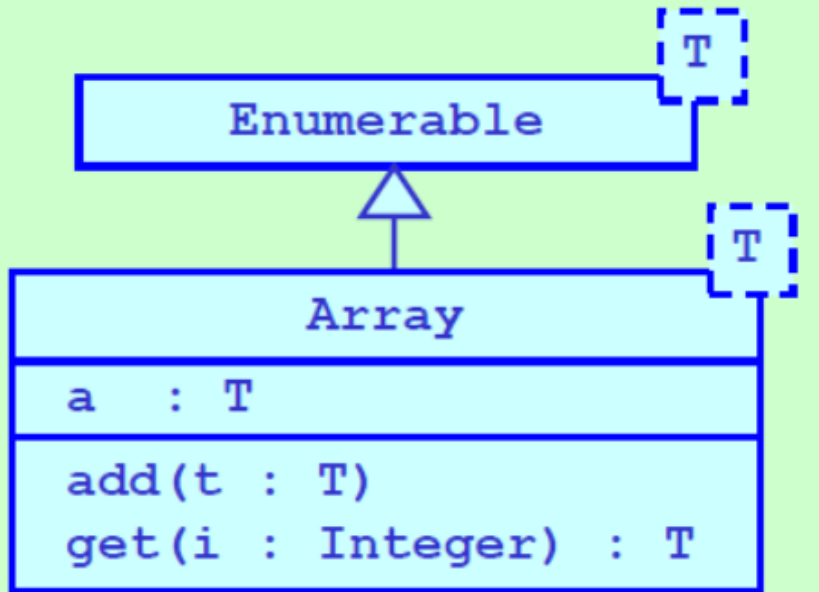 T
Enumerable
T
Array
a  : T
add(t : T)
get(i : Integer) : T